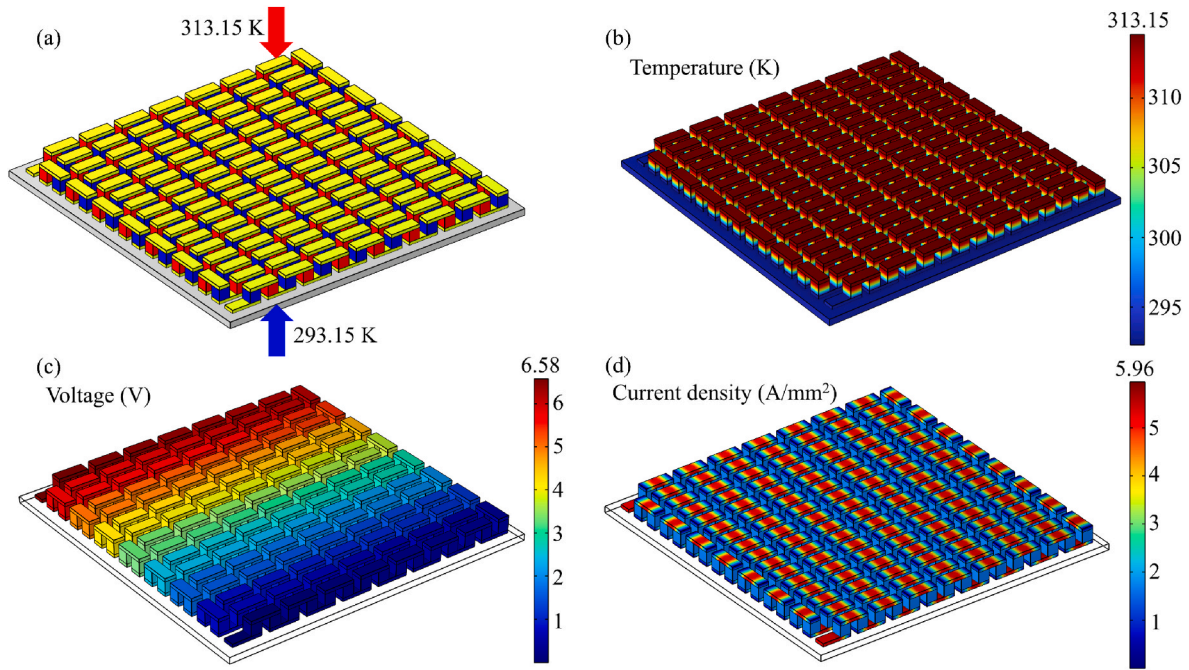 (a)
313.15 K
293.15 K
(b)
Temperature (K)
313.15
310
305
300
295
(c)
Voltage (V)
6.58
6
5
4
3
2
1
(d)
Current density (A/mm²)
5.96
5
4
3
2
1